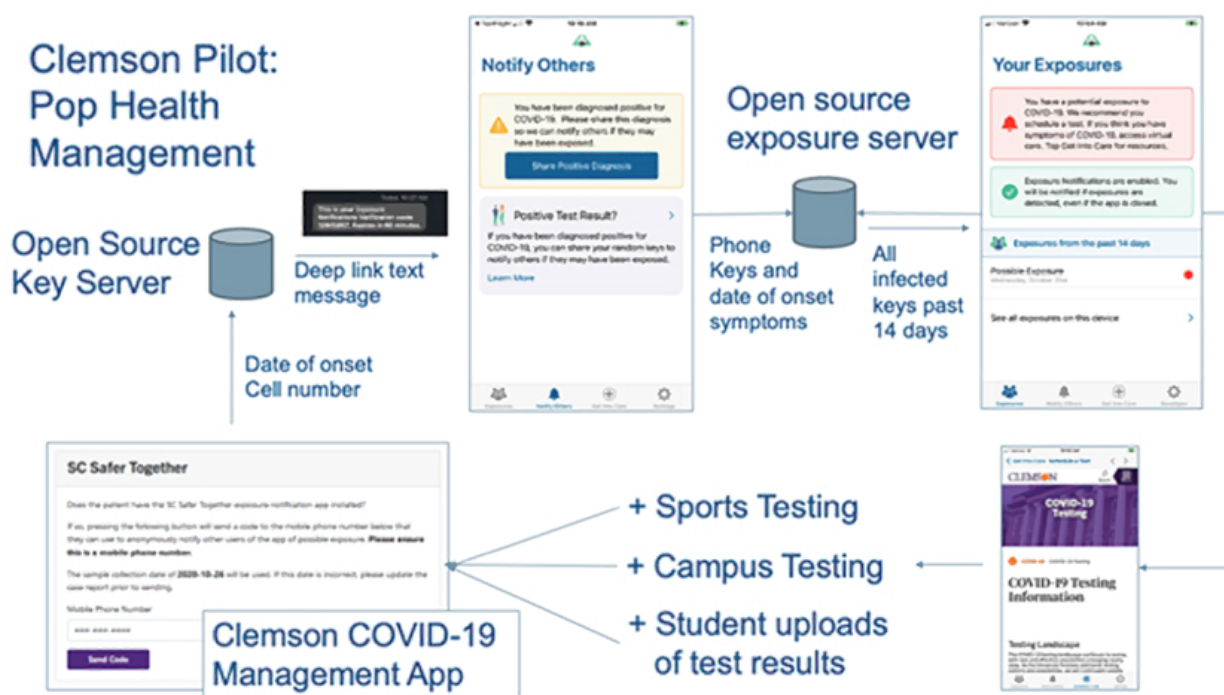 Clemson Pilot:
Pop Health
Management
Open Source
Key Server
Deep link text
message
Date of onset
Cell number
Notify Others
You have been diagnosed positive for
COVID-19. Please share this diagnosis
so we can notify others if they may
have been exposed.
Share Positive Diagnosis
Positive Test Result?
If you have been diagnosed positive for
COVID-19, you can share your random keys to
notify others if they may have been exposed.
Learn More
Notify Others
Open source
exposure server
Phone
Keys and
date of onset
symptoms
All
infected
keys past
14 days
Your Exposures
You have a potential exposure to
COVID-19. We recommend you
schedule a test. If you think you have
symptoms of COVID-19, access virtual
care. Tap Get Into Care for resources.
Exposure Notifications are enabled. You
will be notified if exposures are
detected, even if the app is closed.
Exposures from the past 14 days
Possible Exposure
See all exposures on this device
Exposures
SC Safer Together
Does the patient have the SC Safer Together exposure notification app installed?
If so, pressing the following button will send a code to the mobile phone number below that
they can use to anonymously notify other users of the app of possible exposure. Please ensure
this is a mobile phone number.
The sample collection date of 2020-10-26 will be used. If this date is incorrect, please update the
case report prior to sending.
Mobile Phone Number
###-###-####
Send Code
Clemson COVID-19
Management App
+ Sports Testing
+ Campus Testing
+ Student uploads
of test results
CLEMSON
COVID-19
Testing
COVID-19 Testing
Information
Testing Landscape